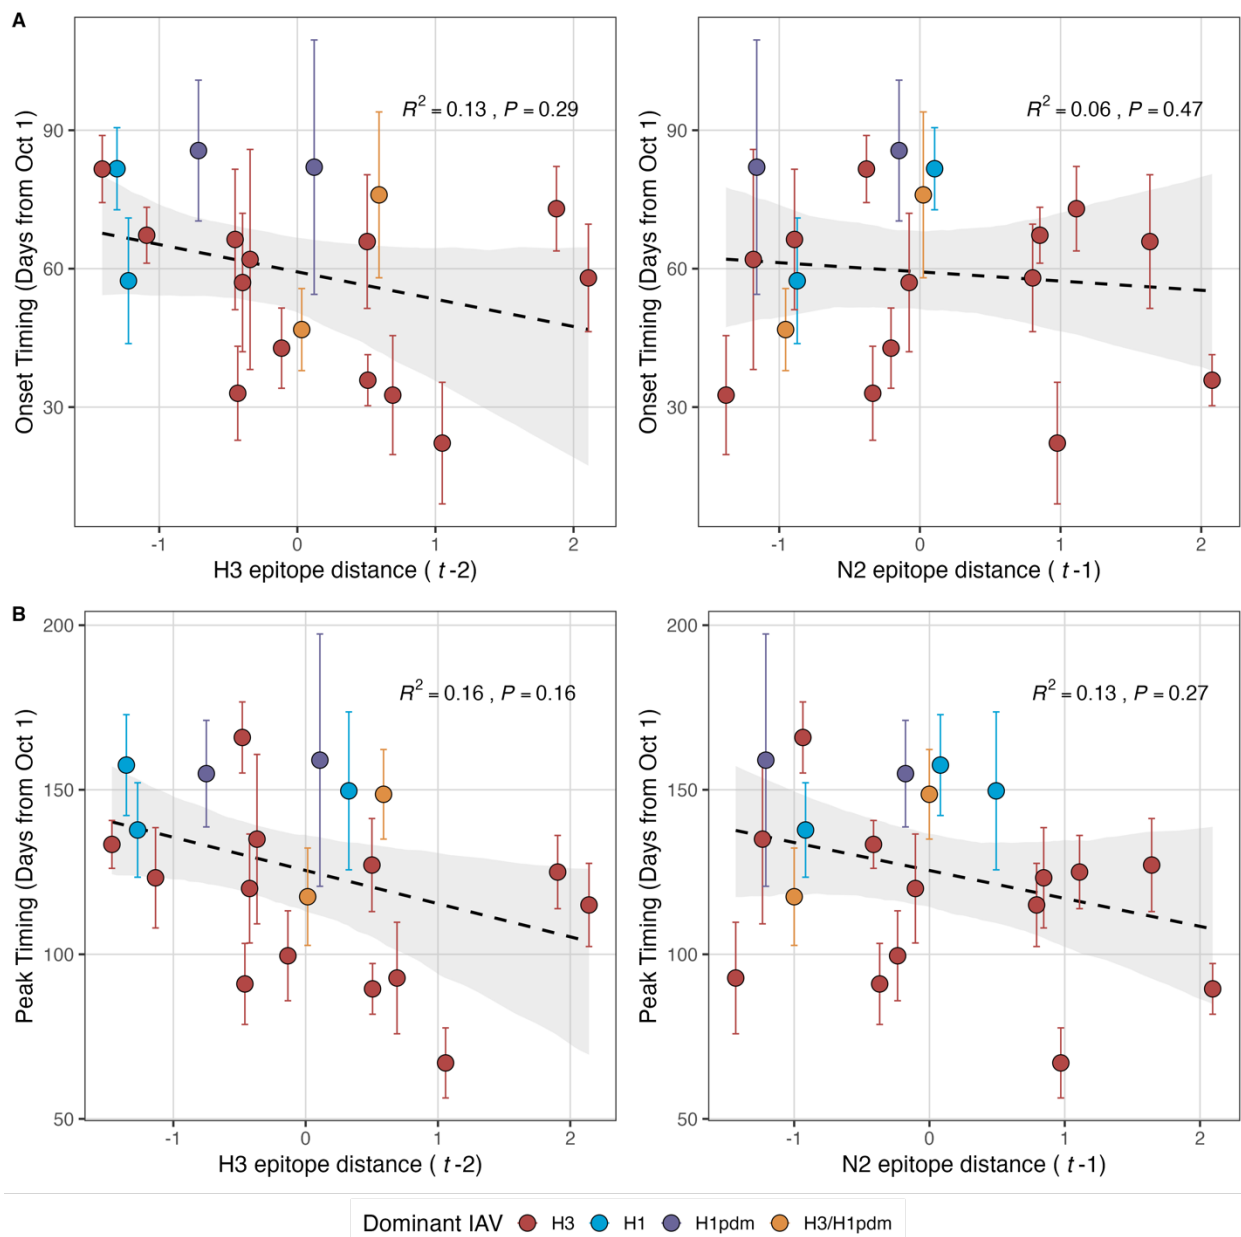 A
R² = 0.13 , P = 0.29
90
60
30
Onset Timing (Days from Oct 1)
-1 0 1 2
H3 epitope distance ( t -2)
R² = 0.06 , P = 0.47
90
60
30
Onset Timing (Days from Oct 1)
-1 0 1 2
N2 epitope distance ( t -1)
B
R² = 0.16 , P = 0.16
200
150
100
50
Peak Timing (Days from Oct 1)
-1 0 1 2
H3 epitope distance ( t -2)
R² = 0.13 , P = 0.27
200
150
100
50
Peak Timing (Days from Oct 1)
-1 0 1 2
N2 epitope distance ( t -1)
Dominant IAV H3 H1 H1pdm H3/H1pdm